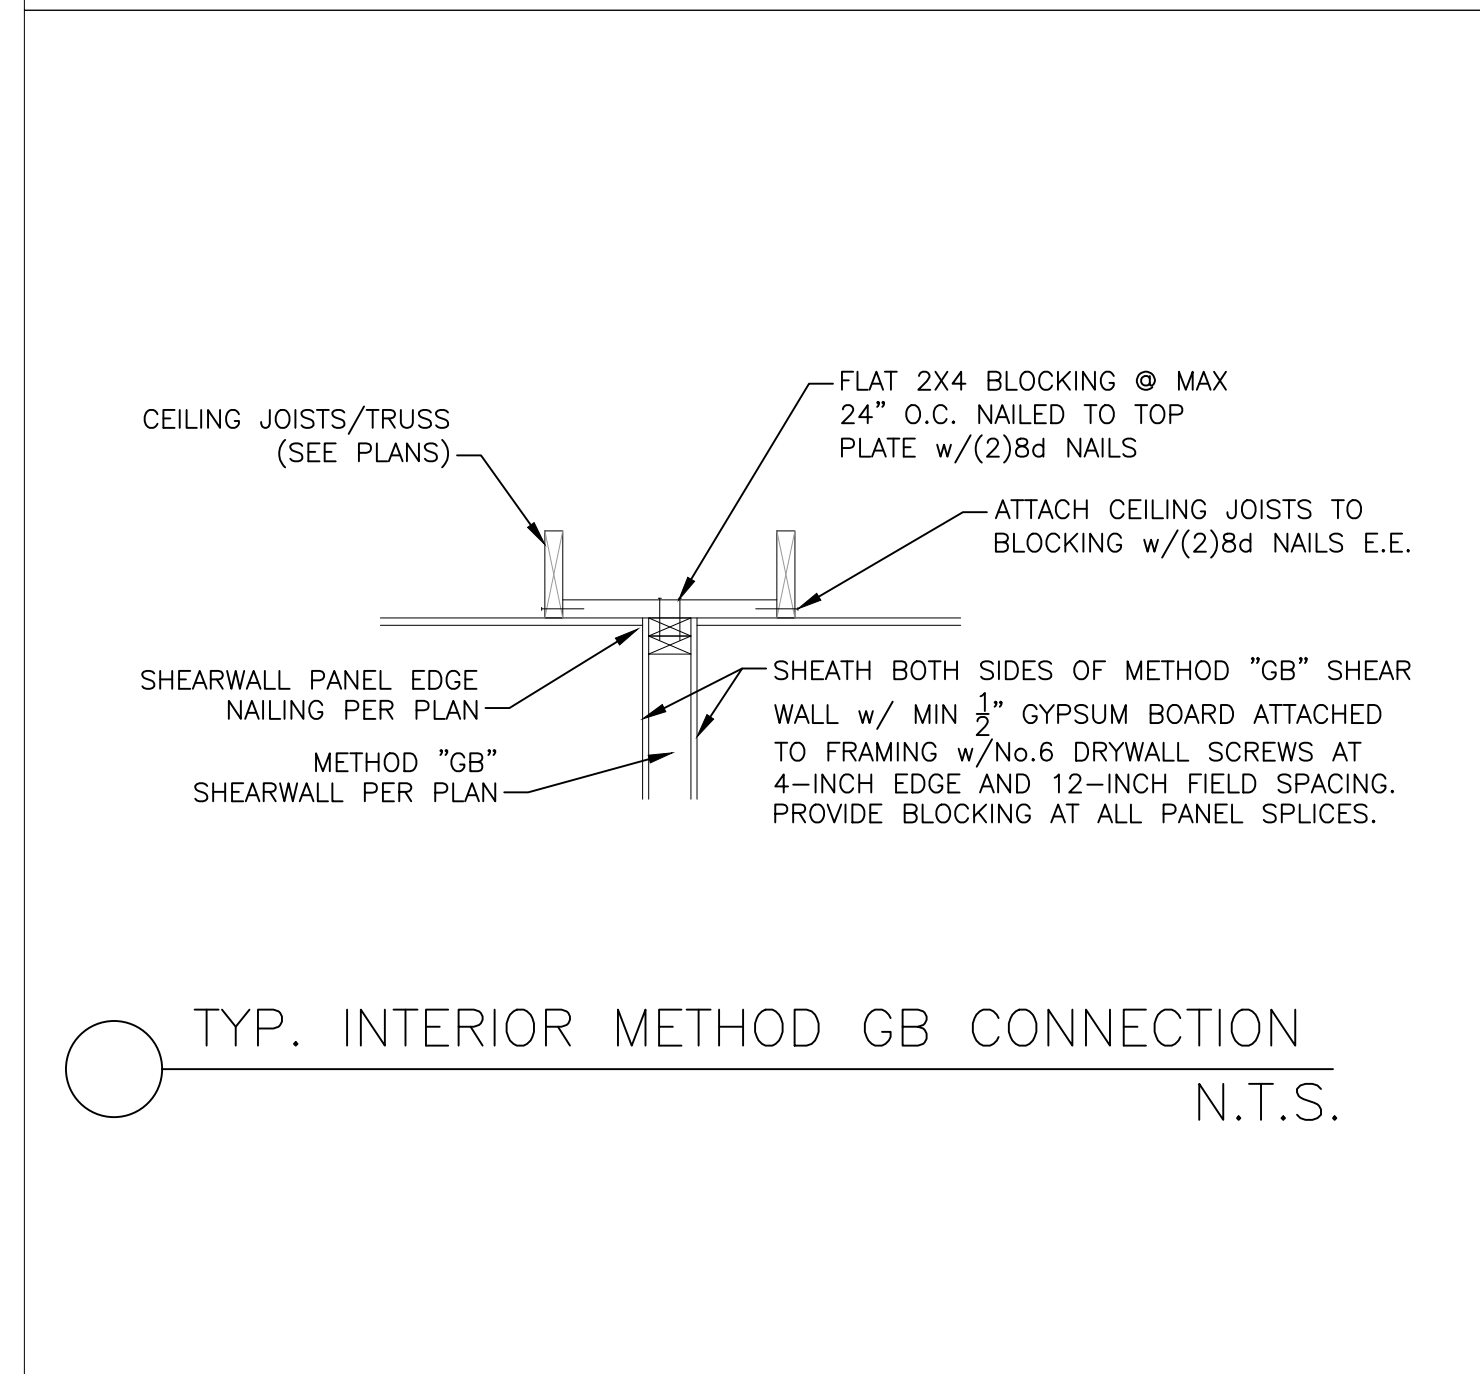 CEILING JOISTS/TRUSS
(SEE PLANS)
FLAT 2X4 BLOCKING @ MAX
24" O.C. NAILED TO TOP
PLATE w/(2)8d NAILS
ATTACH CEILING JOISTS TO
BLOCKING w/(2)8d NAILS E.E.
SHEARWALL PANEL EDGE
NAILING PER PLAN
METHOD "GB"
SHEARWALL PER PLAN
SHEATH BOTH SIDES OF METHOD "GB" SHEAR
WALL w/ MIN 1/2" GYPSUM BOARD ATTACHED
TO FRAMING w/No.6 DRYWALL SCREWS AT
4-INCH EDGE AND 12-INCH FIELD SPACING.
PROVIDE BLOCKING AT ALL PANEL SPLICES.
TYP. INTERIOR METHOD GB CONNECTION
N.T.S.